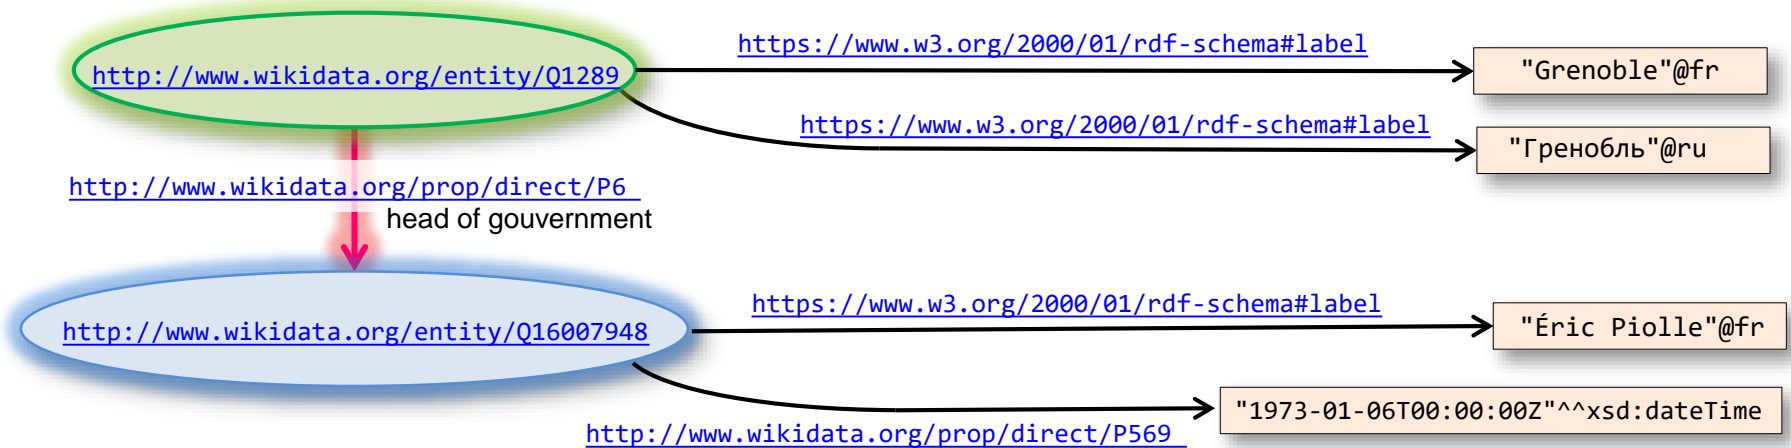 https://www.w3.org/2000/01/rdf-schema#label
http://www.wikidata.org/entity/Q1289
"Grenoble"@fr
https://www.w3.org/2000/01/rdf-schema#label
"Гренобль"@ru
http://www.wikidata.org/prop/direct/P6
head of gouvernment
https://www.w3.org/2000/01/rdf-schema#label
http://www.wikidata.org/entity/Q16007948
"Éric Piolle"@fr
"1973-01-06T00:00:00Z"^^xsd:dateTime
http://www.wikidata.org/prop/direct/P569